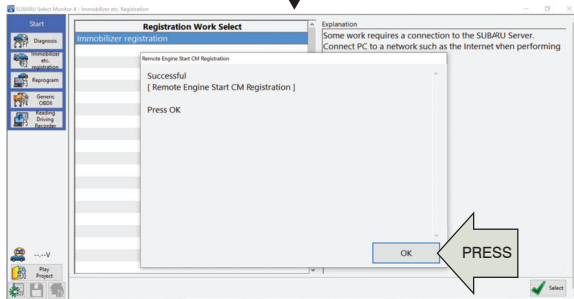 SUBARU Select Monitor 4 - Immobilizer etc. Registration
Start
Diagnosis
Immobilizer
etc.
registration
Reprogram
Generic
OBDII
Reading
Driving
Recorder
--.--V
Play
Project
Registration Work Select
Immobilizer registration
Explanation
Some work requires a connection to the SUBARU Server.
Connect PC to a network such as the Internet when performing
Remote Engine Start CM Registration
Successful
[ Remote Engine Start CM Registration ]
Press OK
OK
PRESS
Select